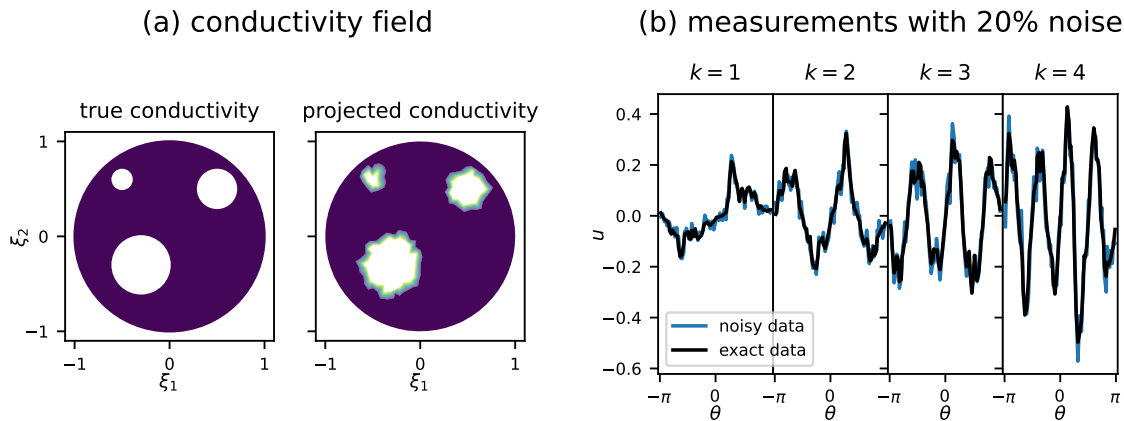 (a) conductivity field
true conductivity
projected conductivity
1
0
−1
ξ₂
−1
0
1
ξ₁
−1
0
1
ξ₁
(b) measurements with 20% noise
k = 1
k = 2
k = 3
k = 4
0.4
0.2
0.0
−0.2
−0.4
−0.6
u
noisy data
exact data
−π
0
θ
−π
0
θ
−π
0
θ
−π
0
π
θ